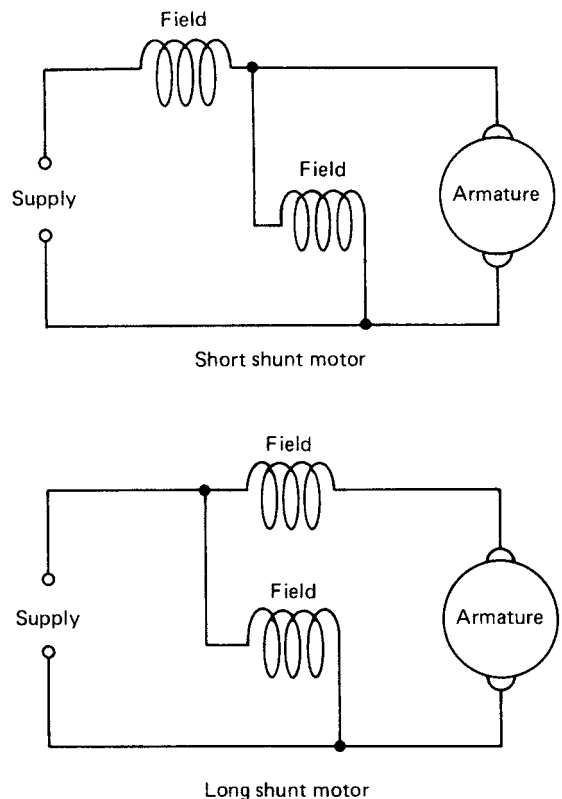 Field
Field
Supply
Armature
Short shunt motor
Field
Field
Supply
Armature
Long shunt motor